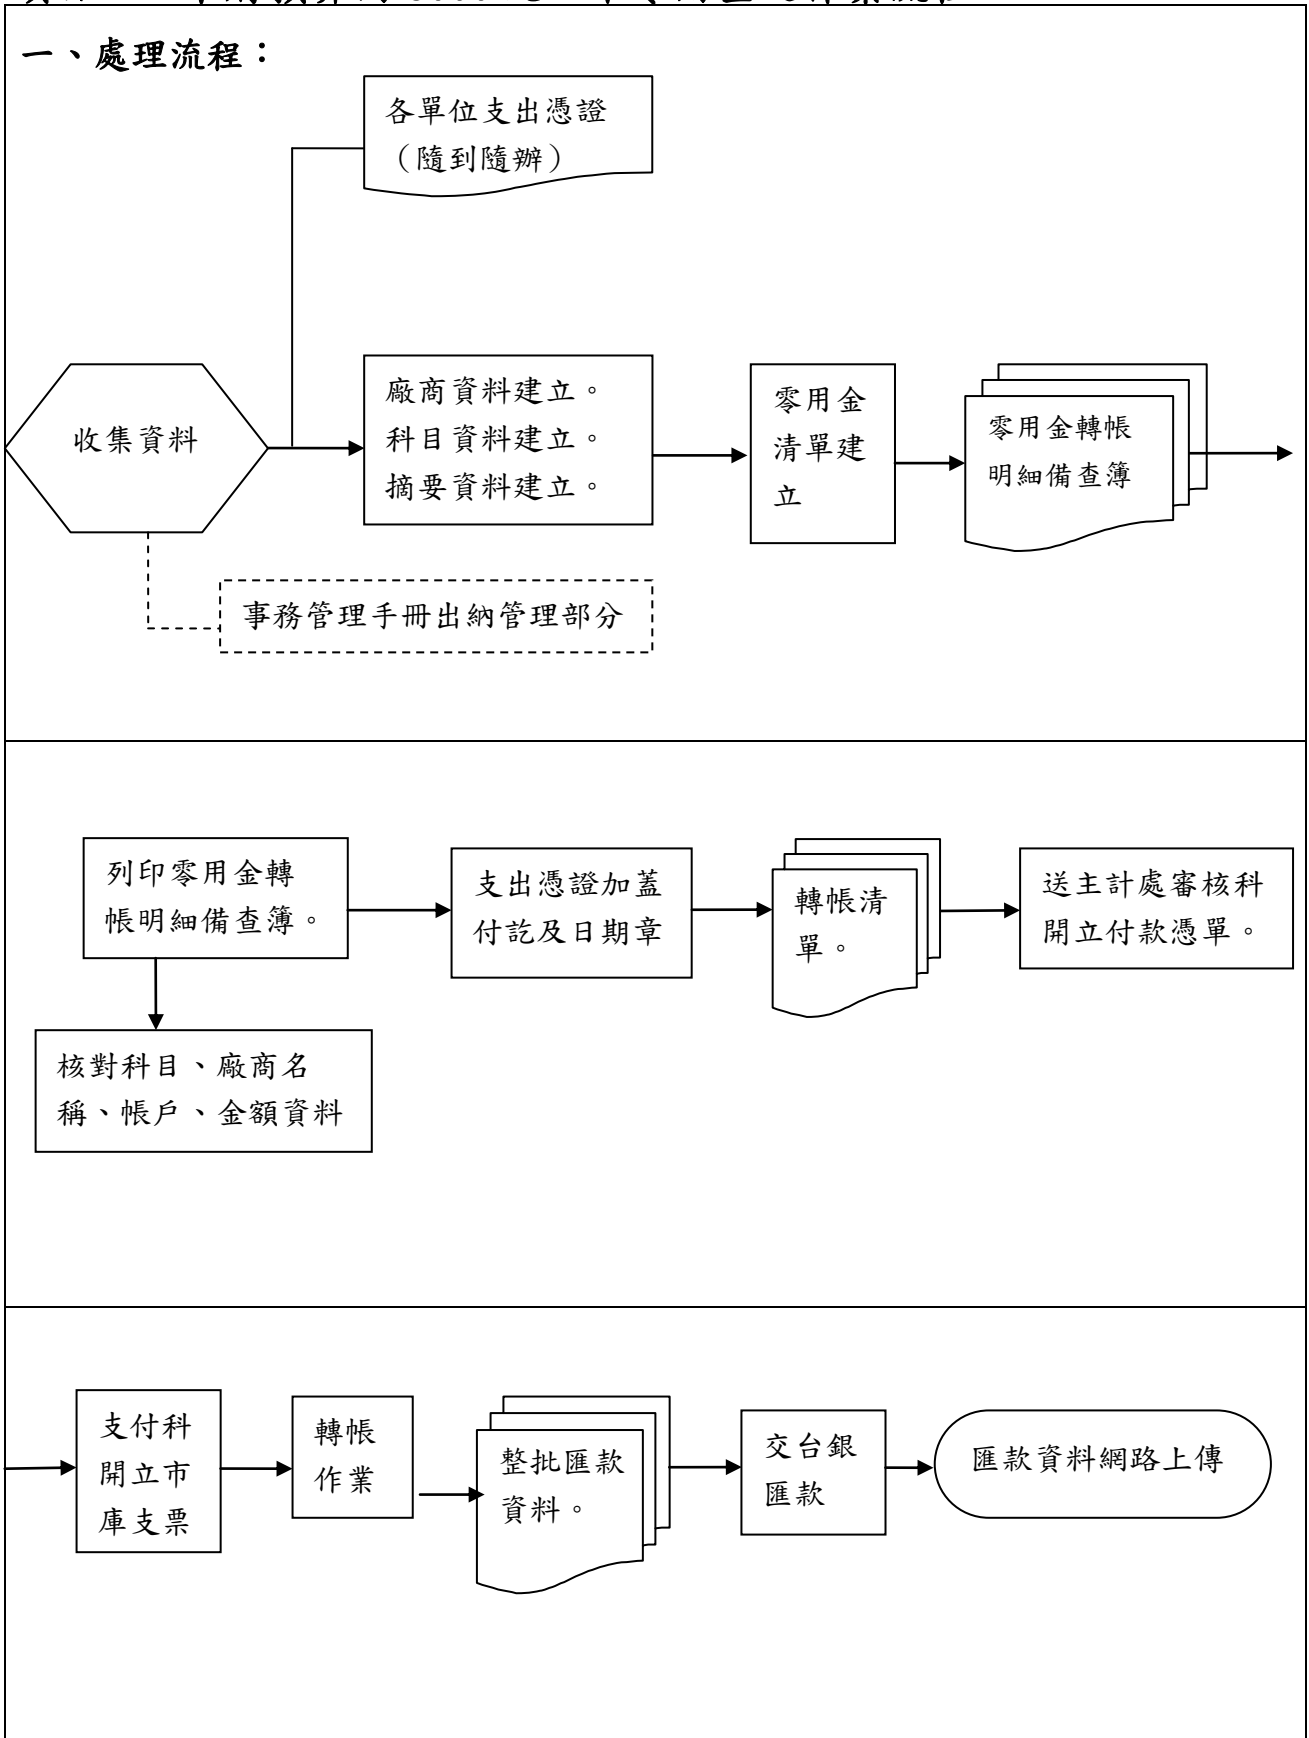 一、處理流程：
各單位支出憑證
（隨到隨辦）
收集資料
廠商資料建立。
科目資料建立。
摘要資料建立。
零用金
清單建
立
零用金轉帳
明細備查簿
事務管理手冊出納管理部分
列印零用金轉
帳明細備查簿。
支出憑證加蓋
付訖及日期章
轉帳清
單。
送主計處審核科
開立付款憑單。
核對科目、廠商名
稱、帳戶、金額資料
支付科
開立市
庫支票
轉帳
作業
整批匯款
資料。
交台銀
匯款
匯款資料網路上傳